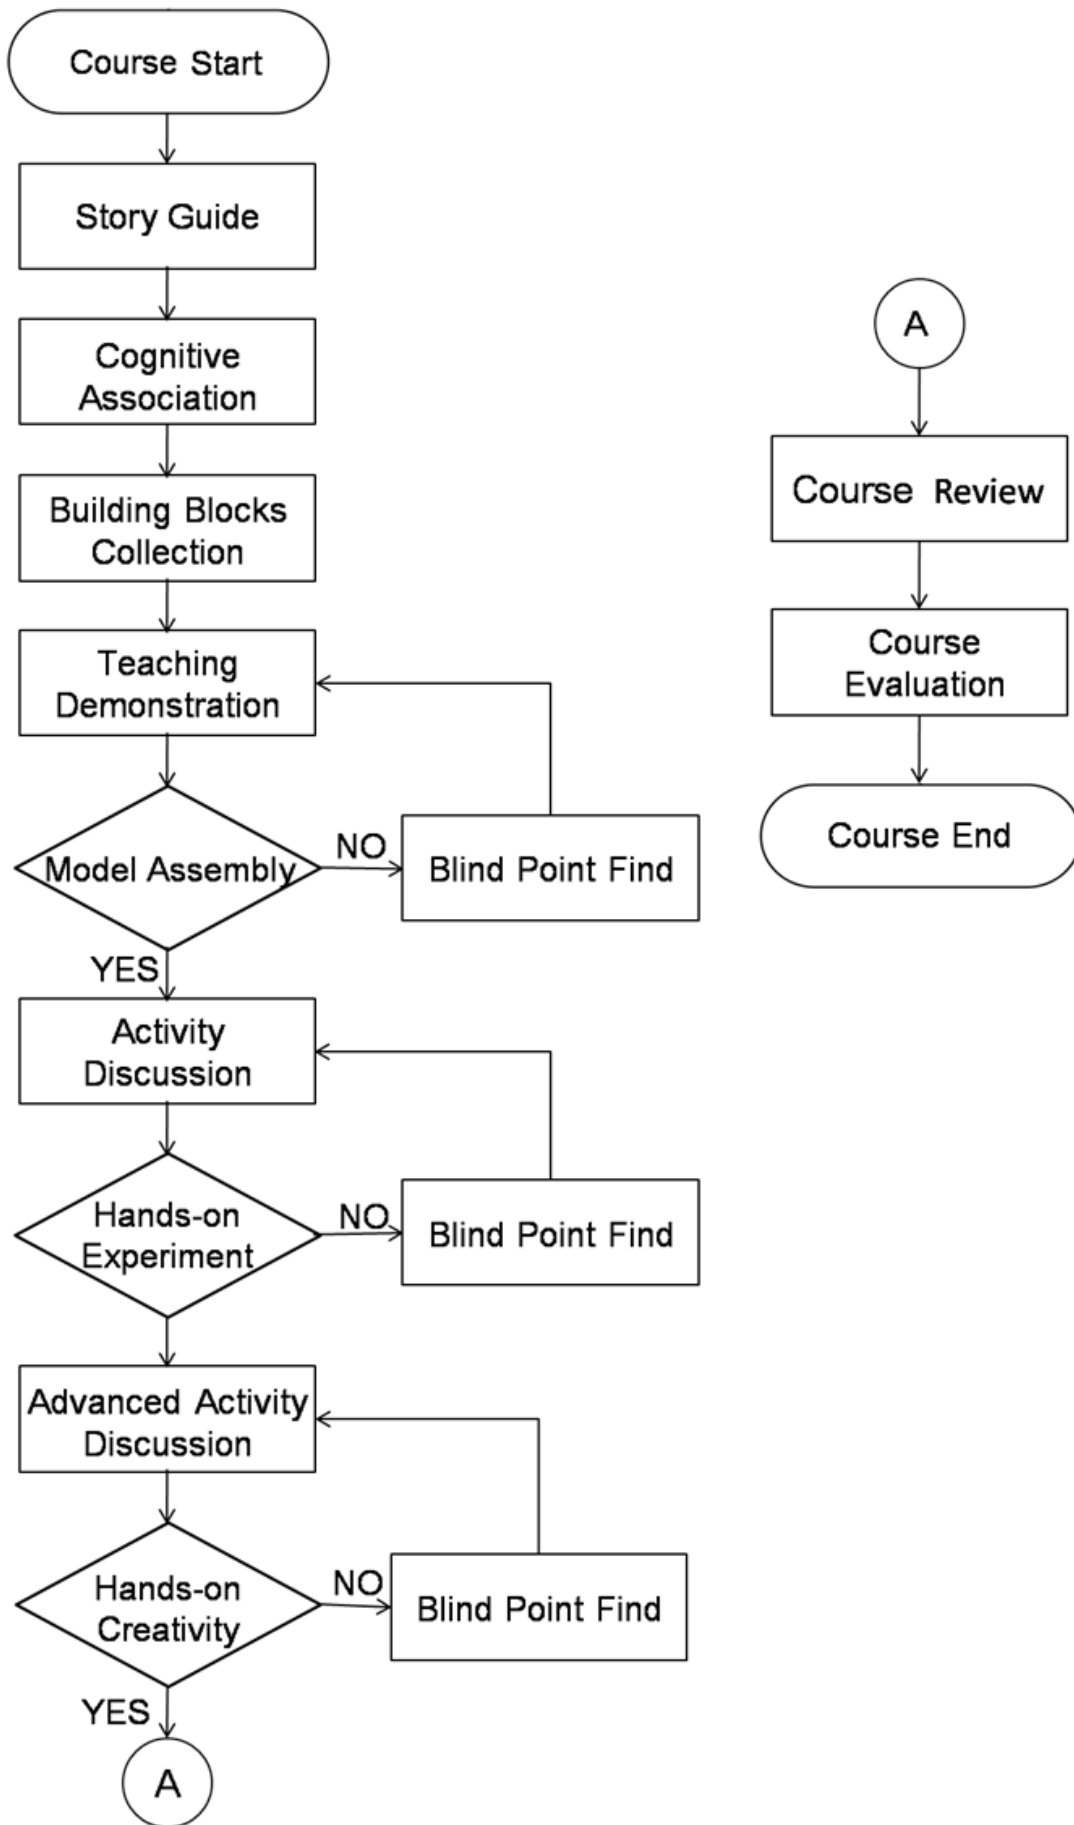 Course Start
Story Guide
Cognitive
Association
Building Blocks
Collection
Teaching
Demonstration
Model Assembly
NO
Blind Point Find
YES
Activity
Discussion
Hands-on
Experiment
NO
Blind Point Find
Advanced Activity
Discussion
Hands-on
Creativity
NO
Blind Point Find
YES
A
A
Course Review
Course
Evaluation
Course End